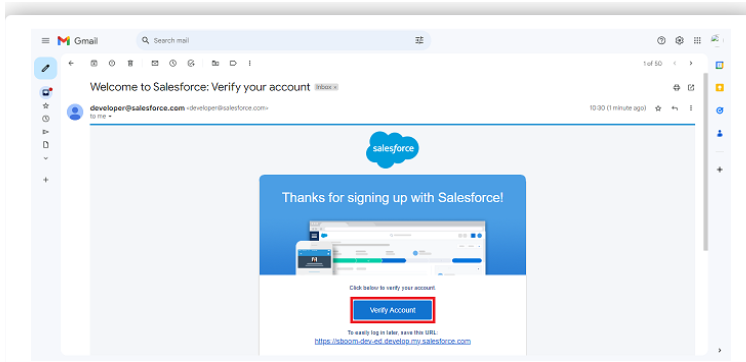 Gmail
Search mail
1 of 50
Welcome to Salesforce: Verify your account Inbox x
developer@salesforce.com <developer@salesforce.com>
10:30 (1 minute ago)
to me
salesforce
Thanks for signing up with Salesforce!
Click below to verify your account.
Verify Account
To easily log in later, save this URL:
https://sboom-dev-ed.develop.my.salesforce.com